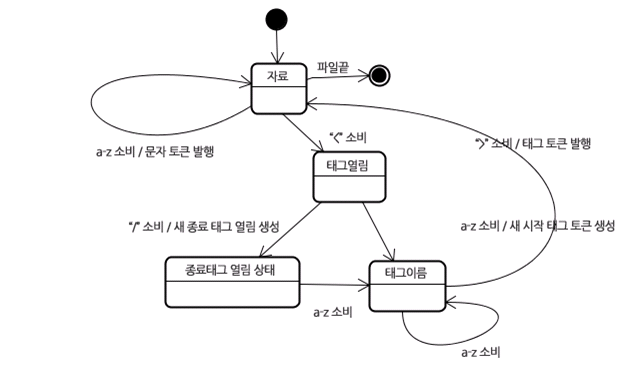 자료
파일끝
a-z 소비 / 문자 토큰 발행
“<” 소비
“>” 소비 / 태그 토큰 발행
태그열림
“/” 소비 / 새 종료 태그 열림 생성
a-z 소비 / 새 시작 태그 토큰 생성
종료태그 열림 상태
태그이름
a-z 소비
a-z 소비